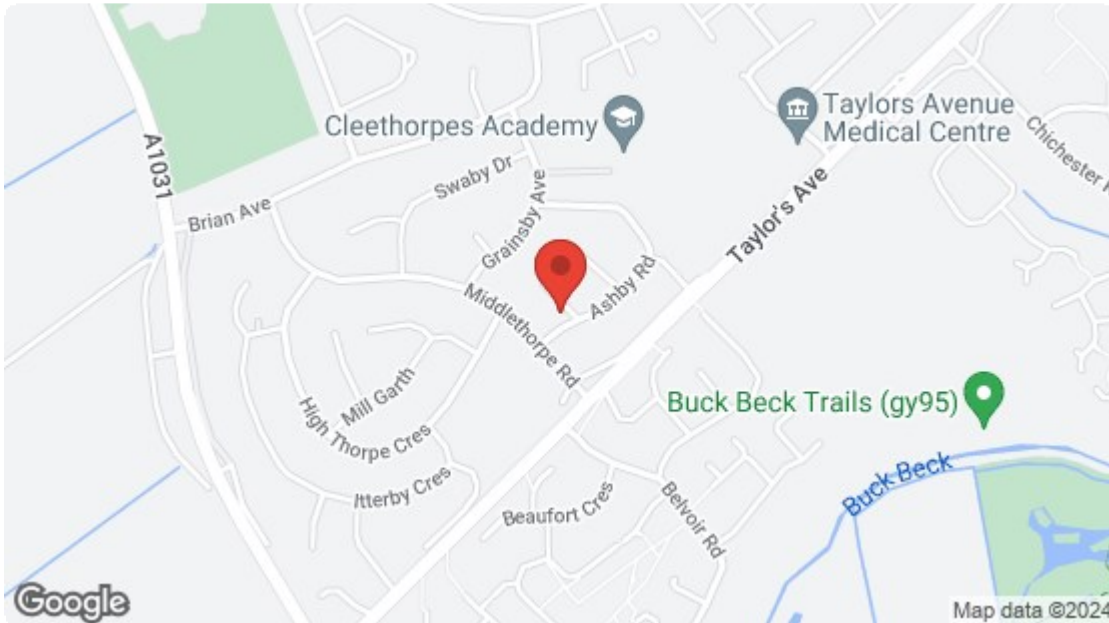 Cleethorpes Academy
Taylors Avenue
Medical Centre
Chichester
A1031
Swaby Dr
Brian Ave
Grainsby Ave
Taylor's Ave
Ashby Rd
Middlethorpe Rd
Mill Garth
High Thorpe Cres
Buck Beck Trails (gy95)
Itterby Cres
Buck Beck
Beaufort Cres
Belvoir Rd
Google
Map data ©2024